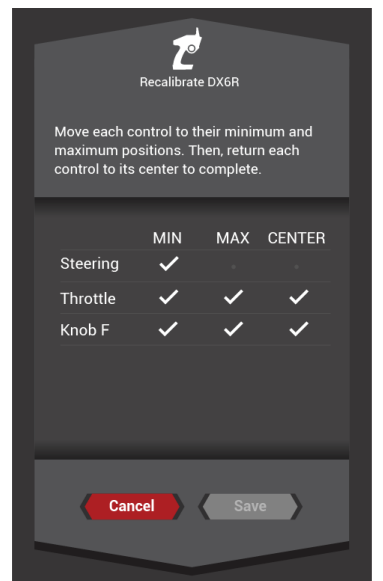 Recalibrate DX6R
Move each control to their minimum and
maximum positions. Then, return each
control to its center to complete.
MIN MAX CENTER
Steering
Throttle
Knob F
Cancel Save